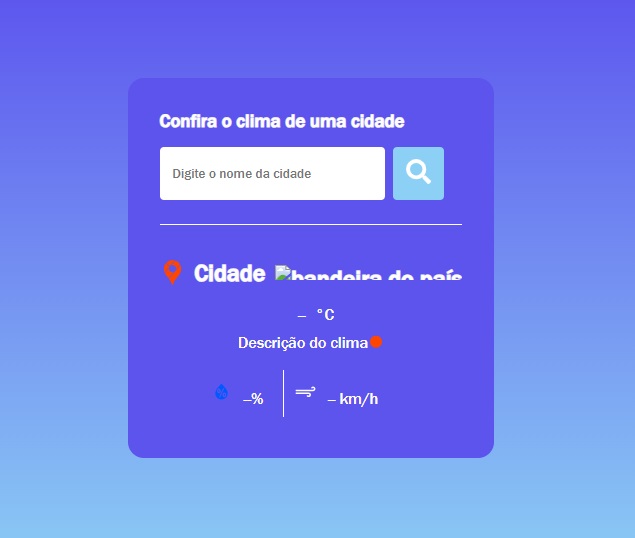 Confira o clima de uma cidade
Digite o nome da cidade
Cidade bandeira do país
– °C
Descrição do clima
–%
– km/h